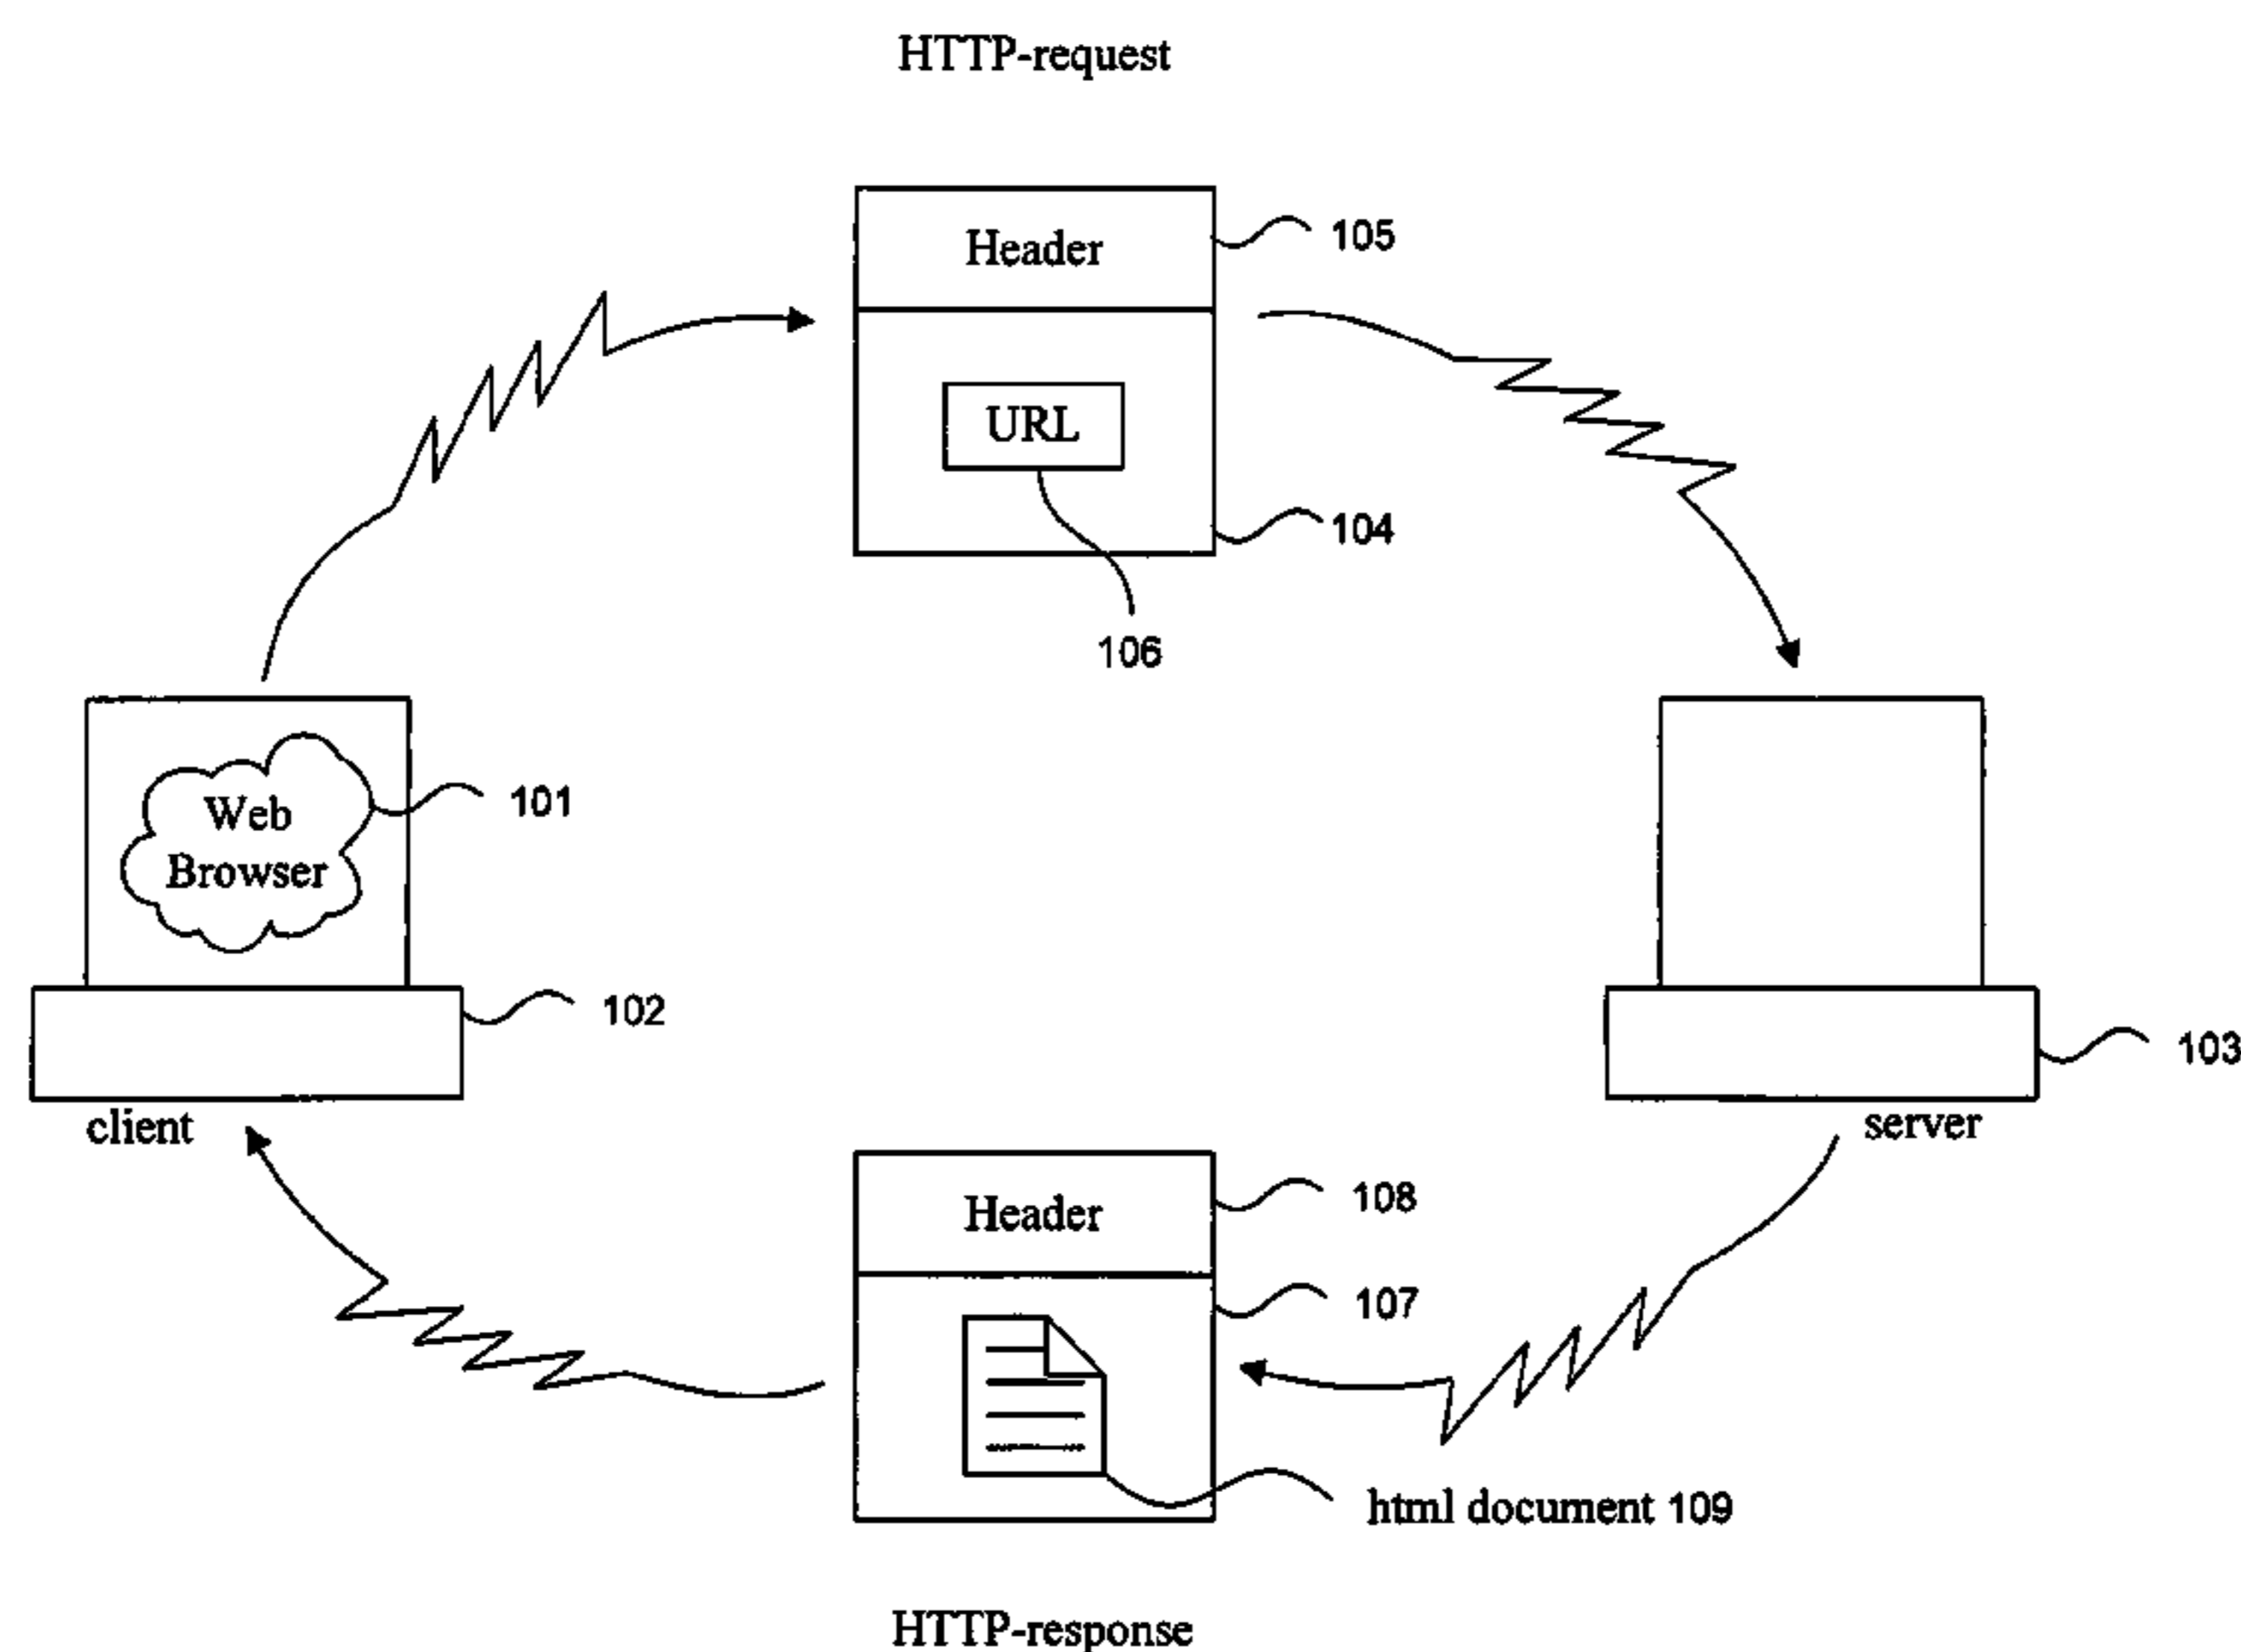 HTTP-request
Header
105
URL
104
106
Web
Browser
101
102
103
client
server
Header
108
107
html document 109
HTTP-response